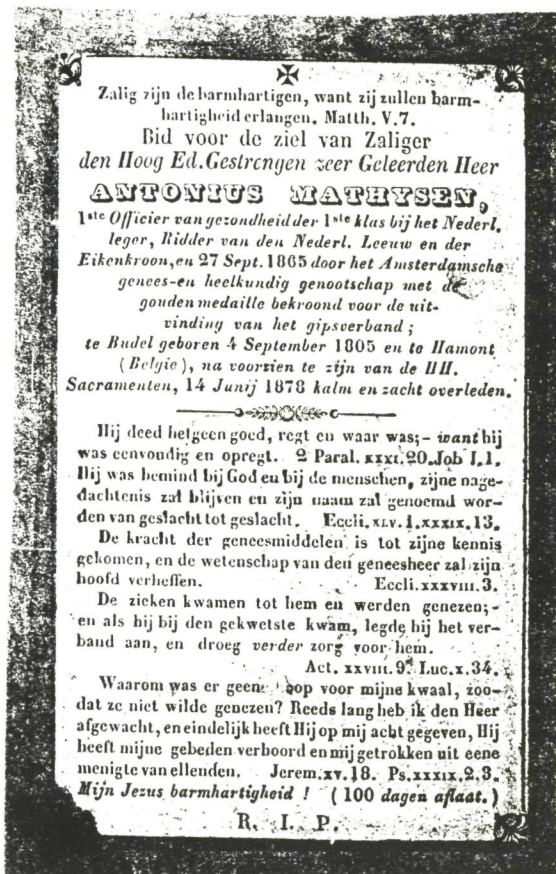 Zalig zijn de barmhartigen, want zij zullen barm-
hartigheid erlangen. Matth. V.7.
Bid voor de ziel van Zaliger
den Hoog Ed.Gestrengen zeer Geleerden Heer
ANTONIUS MATHYSEN,
1ste Officier van gezondheid der 1ste klas bij het Nederl.
leger, Ridder van den Nederl. Leeuw en der
Eikenkroon, en 27 Sept. 1865 door het Amsterdamsche
genees-en heelkundig genootschap met de
gouden medaille bekroond voor de uit-
vinding van het gipsverband;
te Budel geboren 4 September 1805 en te Hamont
(Belgie), na voorzien te zijn van de HH.
Sacramenten, 14 Junij 1878 kalm en zacht overleden.
Hij deed hetgeen goed, regt en waar was;- want hij
was eenvoudig en opregt. 2 Paral. XXXI.20. Job I.1.
Hij was bemind bij God en bij de menschen, zijne nage-
dachtenis zal blijven en zijn naam zal genoemd wor-
den van geslacht tot geslacht. Eccli.XLV.1.XXXIX.13.
De kracht der geneesmiddelen is tot zijne kennis
gekomen, en de wetenschap van den geneesheer zal zijn
hoofd verheffen. Eccli.XXXVIII.3.
De zieken kwamen tot hem en werden genezen;-
en als hij bij den gekwetste kwam, legde hij het ver-
band aan, en droeg verder zorg voor hem.
Act. XXVIII.9. Luc.X.34.
Waarom was er geene hoop voor mijne kwaal, zoo-
dat ze niet wilde genezen? Reeds lang heb ik den Heer
afgewacht, en eindelijk heeft Hij op mij acht gegeven, Hij
heeft mijne gebeden verhoord en mij getrokken uit eene
menigte van ellenden. Jerem.XV.18. Ps.XXXIX.2.3.
Mijn Jezus barmhartigheid ! (100 dagen aflaat.)
R. I. P.